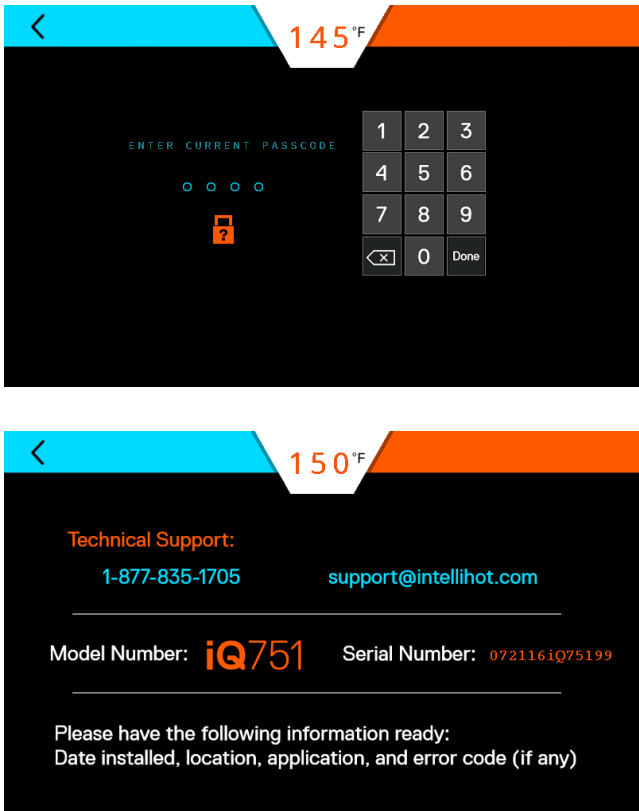 145°F
ENTER CURRENT PASSCODE
1 2 3
4 5 6
7 8 9
0 Done
?
150°F
Technical Support:
1-877-835-1705 support@intellihot.com
Model Number: iQ751 Serial Number: 072116iQ75199
Please have the following information ready:
Date installed, location, application, and error code (if any)